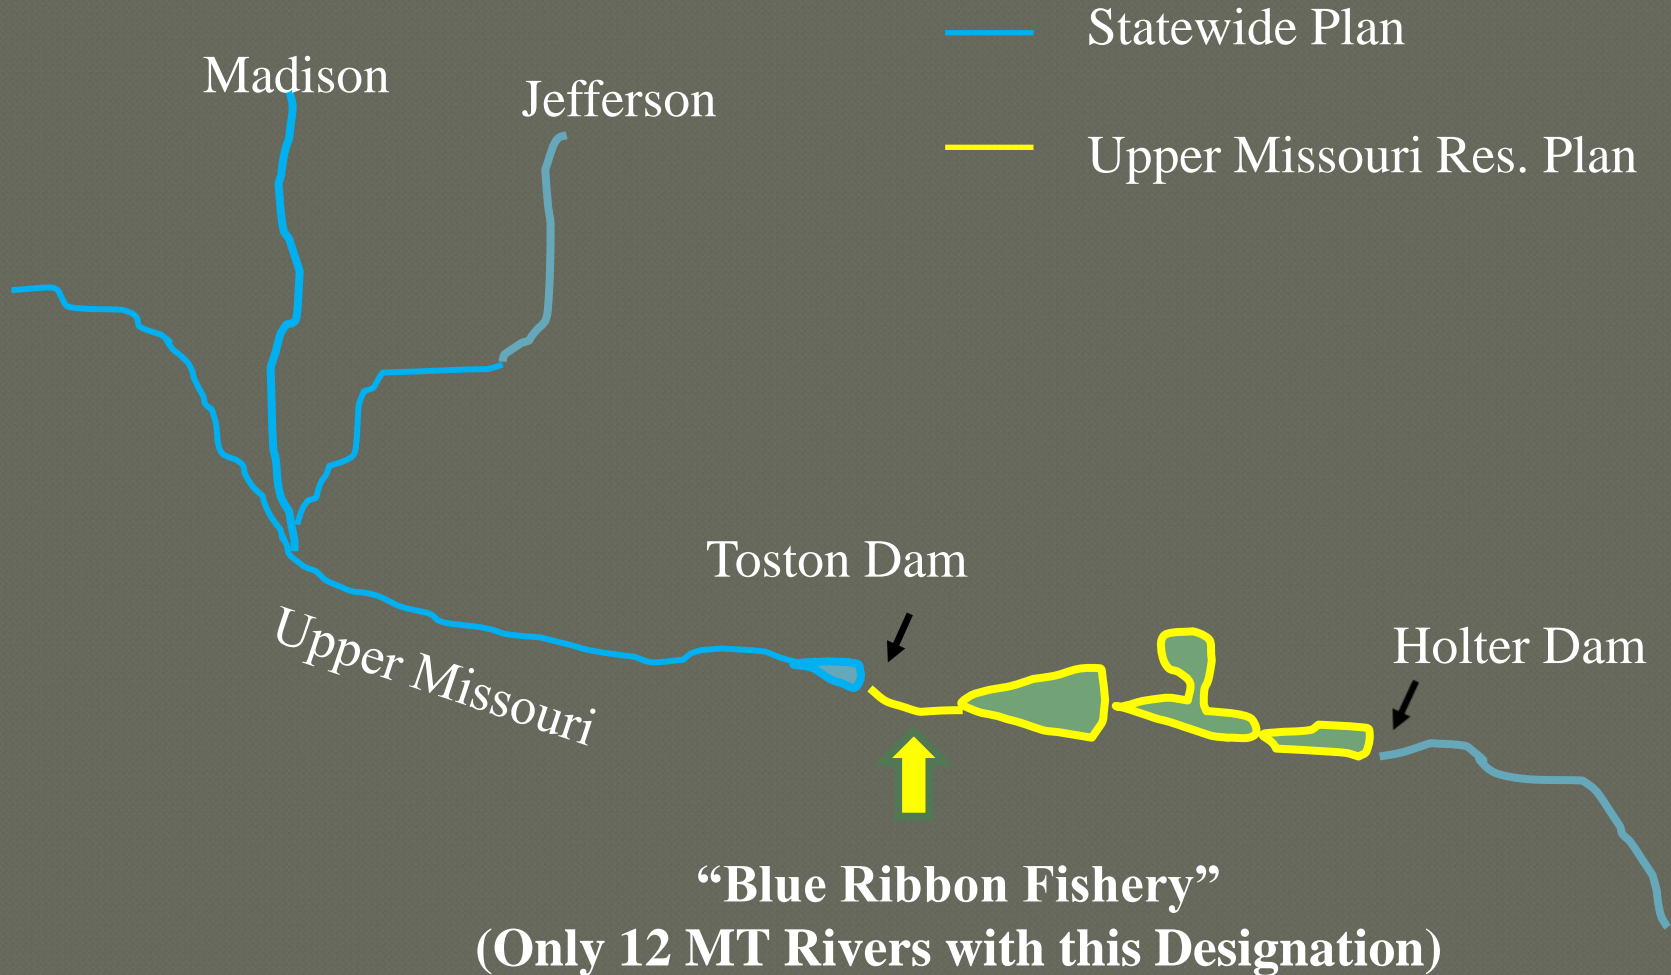 Statewide Plan
Madison
Jefferson
Upper Missouri Res. Plan
Toston Dam
Upper Missouri
Holter Dam
“Blue Ribbon Fishery”
(Only 12 MT Rivers with this Designation)